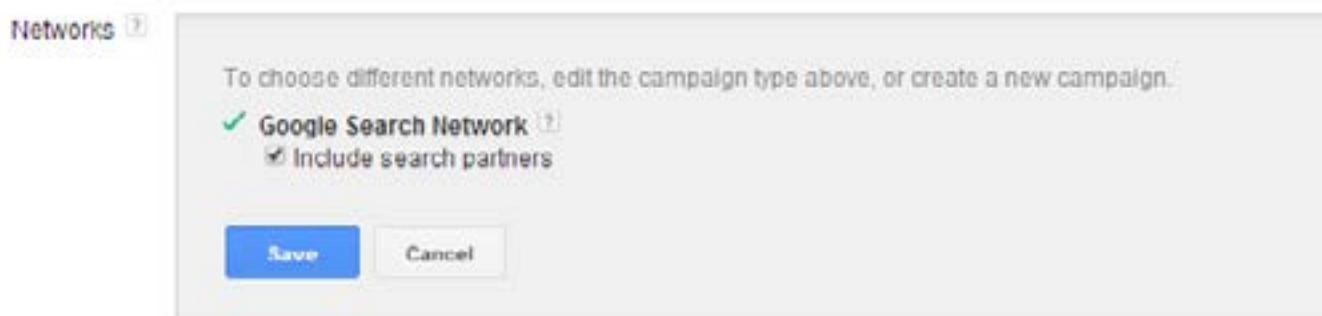 Networks ?
To choose different networks, edit the campaign type above, or create a new campaign.
Google Search Network ?
Include search partners
Save Cancel